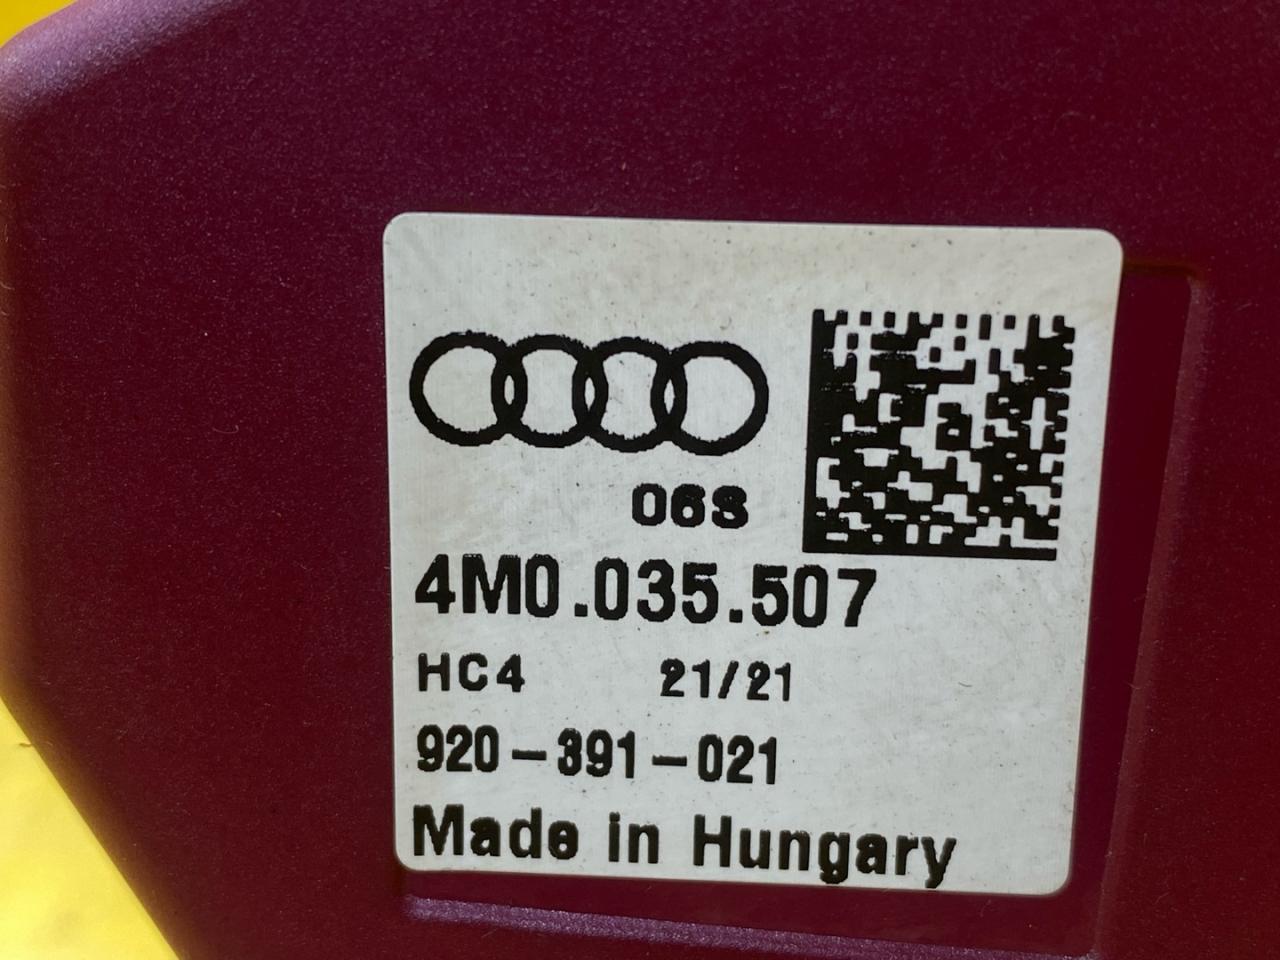 06S
4M0.035.507
HC4 21/21
920-391-021
Made in Hungary